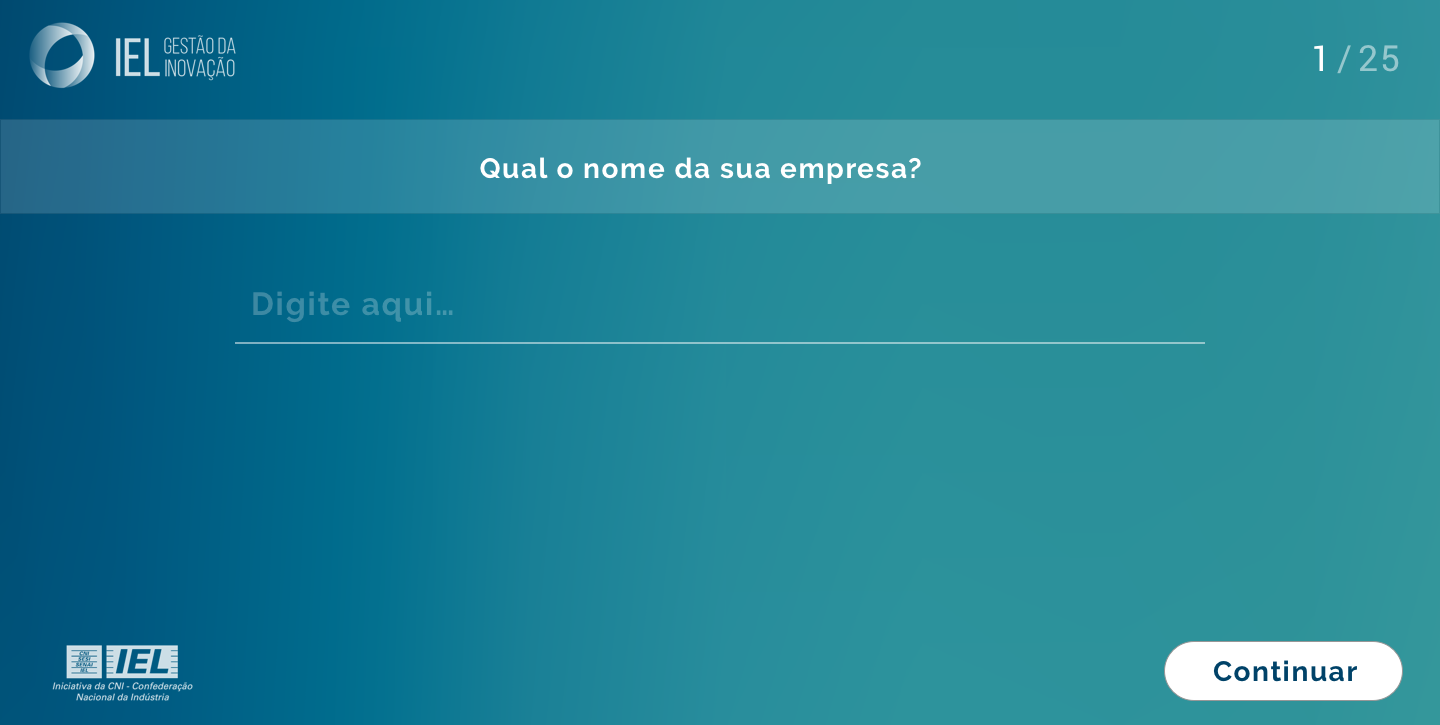 IEL GESTÃO DA
INOVAÇÃO
1 / 25
Qual o nome da sua empresa?
Digite aqui...
CNI
SESI
SENAI
IEL
IEL
Iniciativa da CNI - Confederação
Nacional da Indústria
Continuar